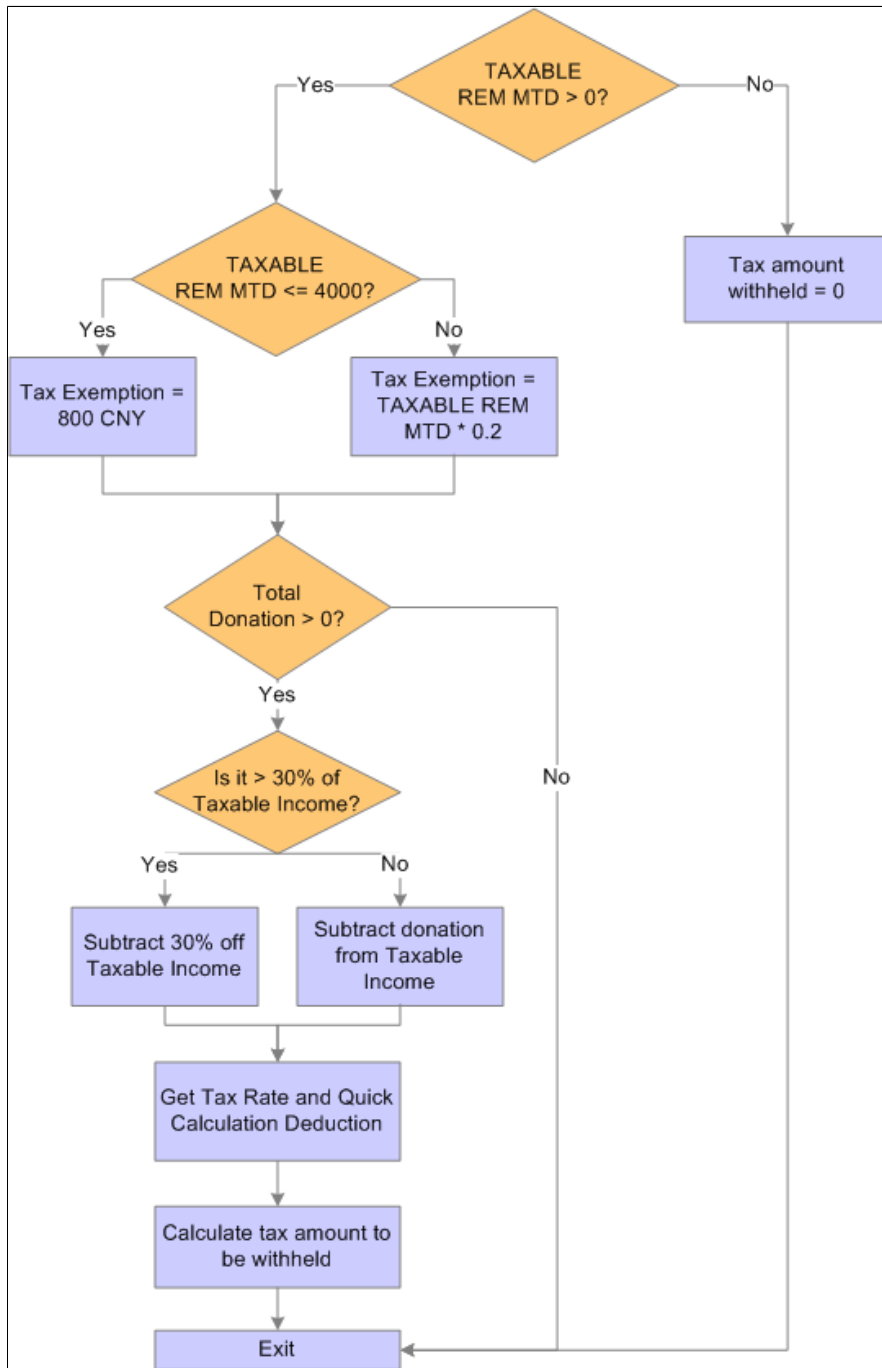 TAXABLE
REM MTD > 0?
Yes
No
TAXABLE
REM MTD <= 4000?
Tax amount
withheld = 0
Yes
No
Tax Exemption =
800 CNY
Tax Exemption =
TAXABLE REM
MTD * 0.2
Total
Donation > 0?
Yes
No
Is it > 30% of
Taxable Income?
Yes
No
Subtract 30% off
Taxable Income
Subtract donation
from Taxable
Income
Get Tax Rate and Quick
Calculation Deduction
Calculate tax amount to
be withheld
Exit